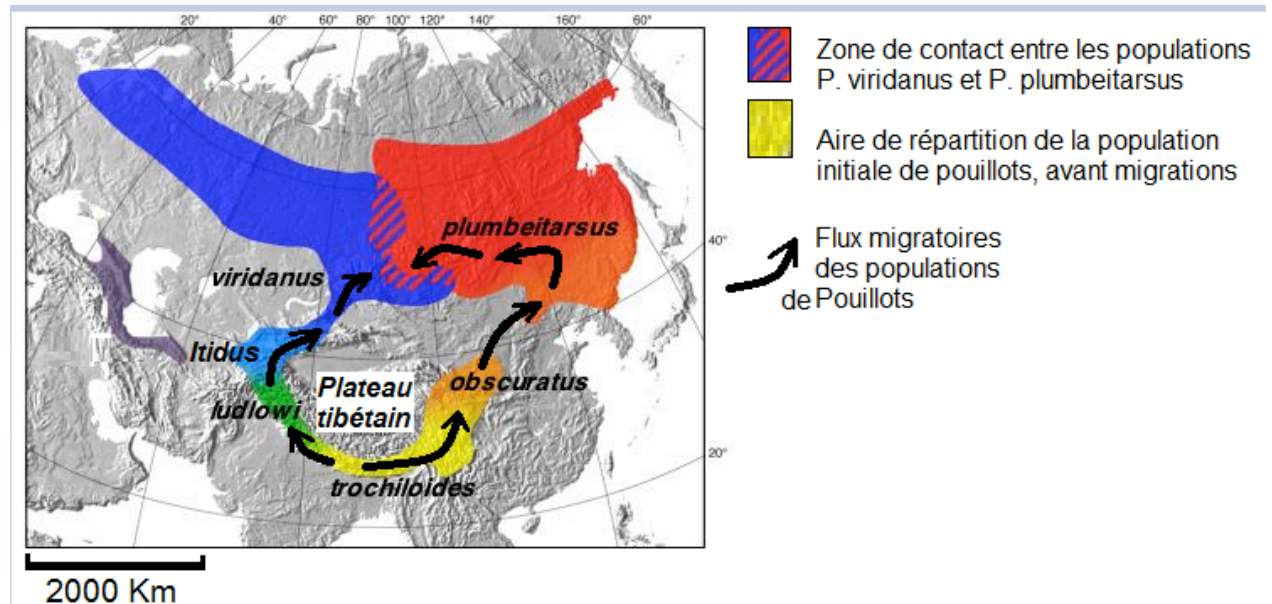 20° 40° 60° 80° 100° 120° 140° 160° 60°
Zone de contact entre les populations
P. viridanus et P. plumbeitarsus
Aire de répartition de la population
initiale de pouillots, avant migrations
plumbeitarsus
40°
Flux migratoires
des populations
de Pouillots
viridanus
ltidus
Plateau
tibétain
obscuratus
ludlowi
20°
trochiloides
2000 Km